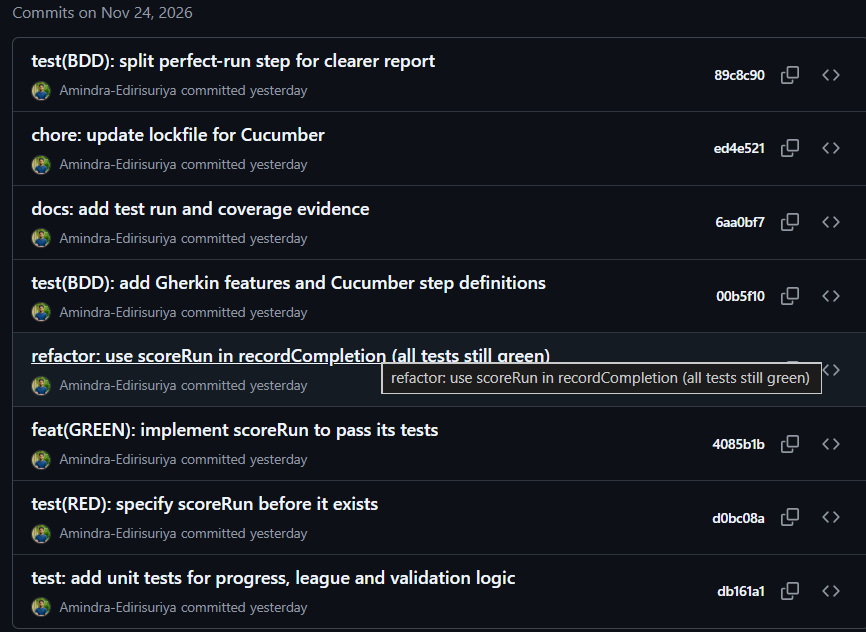 Commits on Nov 24, 2026
test(BDD): split perfect-run step for clearer report
Amindra-Edirisuriya committed yesterday
89c8c90
chore: update lockfile for Cucumber
Amindra-Edirisuriya committed yesterday
ed4e521
docs: add test run and coverage evidence
Amindra-Edirisuriya committed yesterday
6aa0bf7
test(BDD): add Gherkin features and Cucumber step definitions
Amindra-Edirisuriya committed yesterday
00b5f10
refactor: use scoreRun in recordCompletion (all tests still green)
Amindra-Edirisuriya committed yesterday
refactor: use scoreRun in recordCompletion (all tests still green)
feat(GREEN): implement scoreRun to pass its tests
Amindra-Edirisuriya committed yesterday
4085b1b
test(RED): specify scoreRun before it exists
Amindra-Edirisuriya committed yesterday
d0bc08a
test: add unit tests for progress, league and validation logic
Amindra-Edirisuriya committed yesterday
db161a1